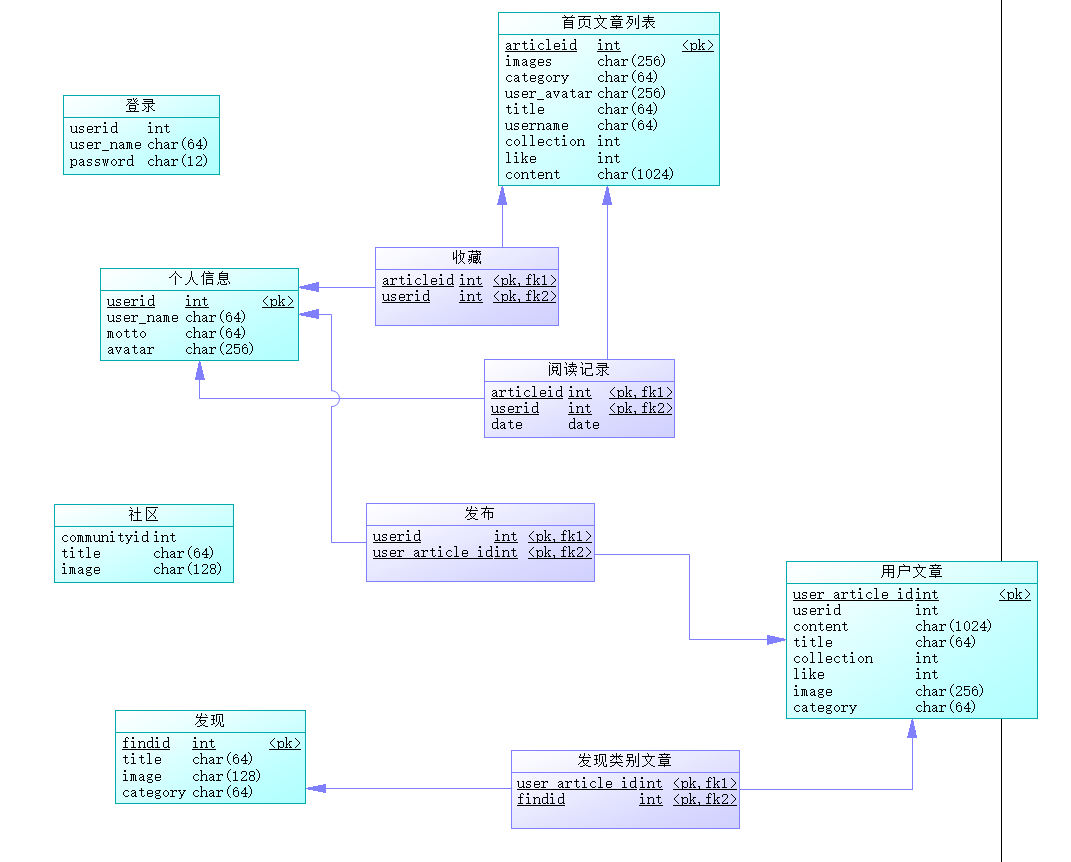 首页文章列表
articleid int <pk>
images char(256)
category char(64)
user_avatar char(256)
title char(64)
username char(64)
collection int
like int
content char(1024)
登录
userid int
user_name char(64)
password char(12)
收藏
articleid int <pk,fk1>
userid int <pk,fk2>
个人信息
userid int <pk>
user_name char(64)
motto char(64)
avatar char(256)
阅读记录
articleid int <pk,fk1>
userid int <pk,fk2>
date date
社区
communityid int
title char(64)
image char(128)
发布
userid int <pk,fk1>
user_article_id int <pk,fk2>
用户文章
user_article_id int <pk>
userid int
content char(1024)
title char(64)
collection int
like int
image char(256)
category char(64)
发现
findid int <pk>
title char(64)
image char(128)
category char(64)
发现类别文章
user_article_id int <pk,fk1>
findid int <pk,fk2>